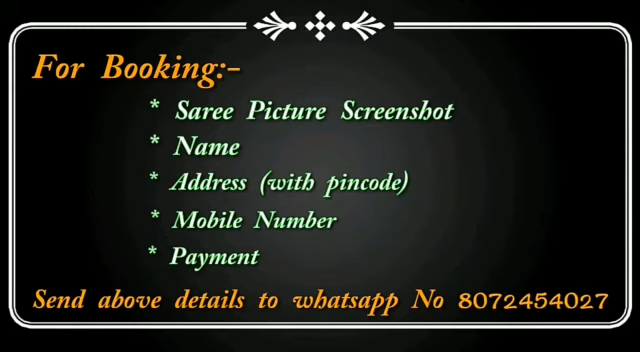 For Booking:-
* Saree Picture Screenshot
* Name
* Address (with pincode)
* Mobile Number
* Payment
Send above details to whatsapp No 8072454027